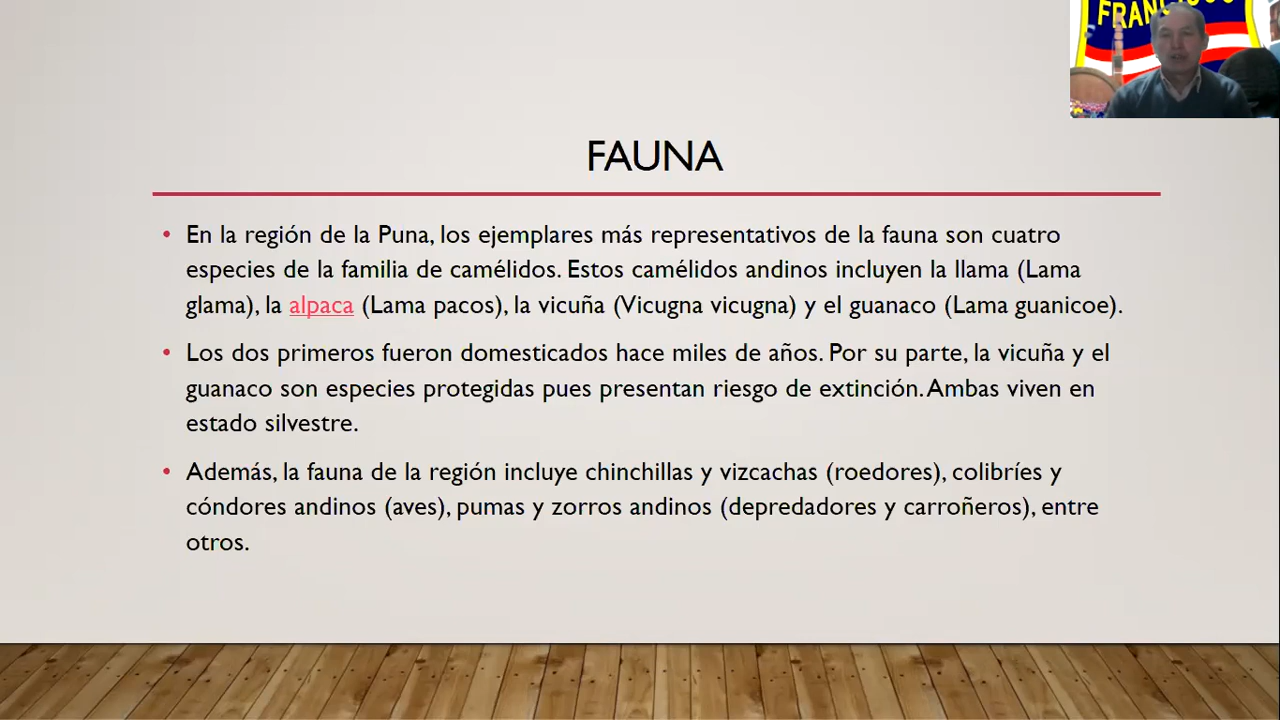 FRANCISCO
FAUNA
• En la región de la Puna, los ejemplares más representativos de la fauna son cuatro
especies de la familia de camélidos. Estos camélidos andinos incluyen la llama (Lama
glama), la alpaca (Lama pacos), la vicuña (Vicugna vicugna) y el guanaco (Lama guanicoe).
• Los dos primeros fueron domesticados hace miles de años. Por su parte, la vicuña y el
guanaco son especies protegidas pues presentan riesgo de extinción. Ambas viven en
estado silvestre.
• Además, la fauna de la región incluye chinchillas y vizcachas (roedores), colibríes y
cóndores andinos (aves), pumas y zorros andinos (depredadores y carroñeros), entre
otros.